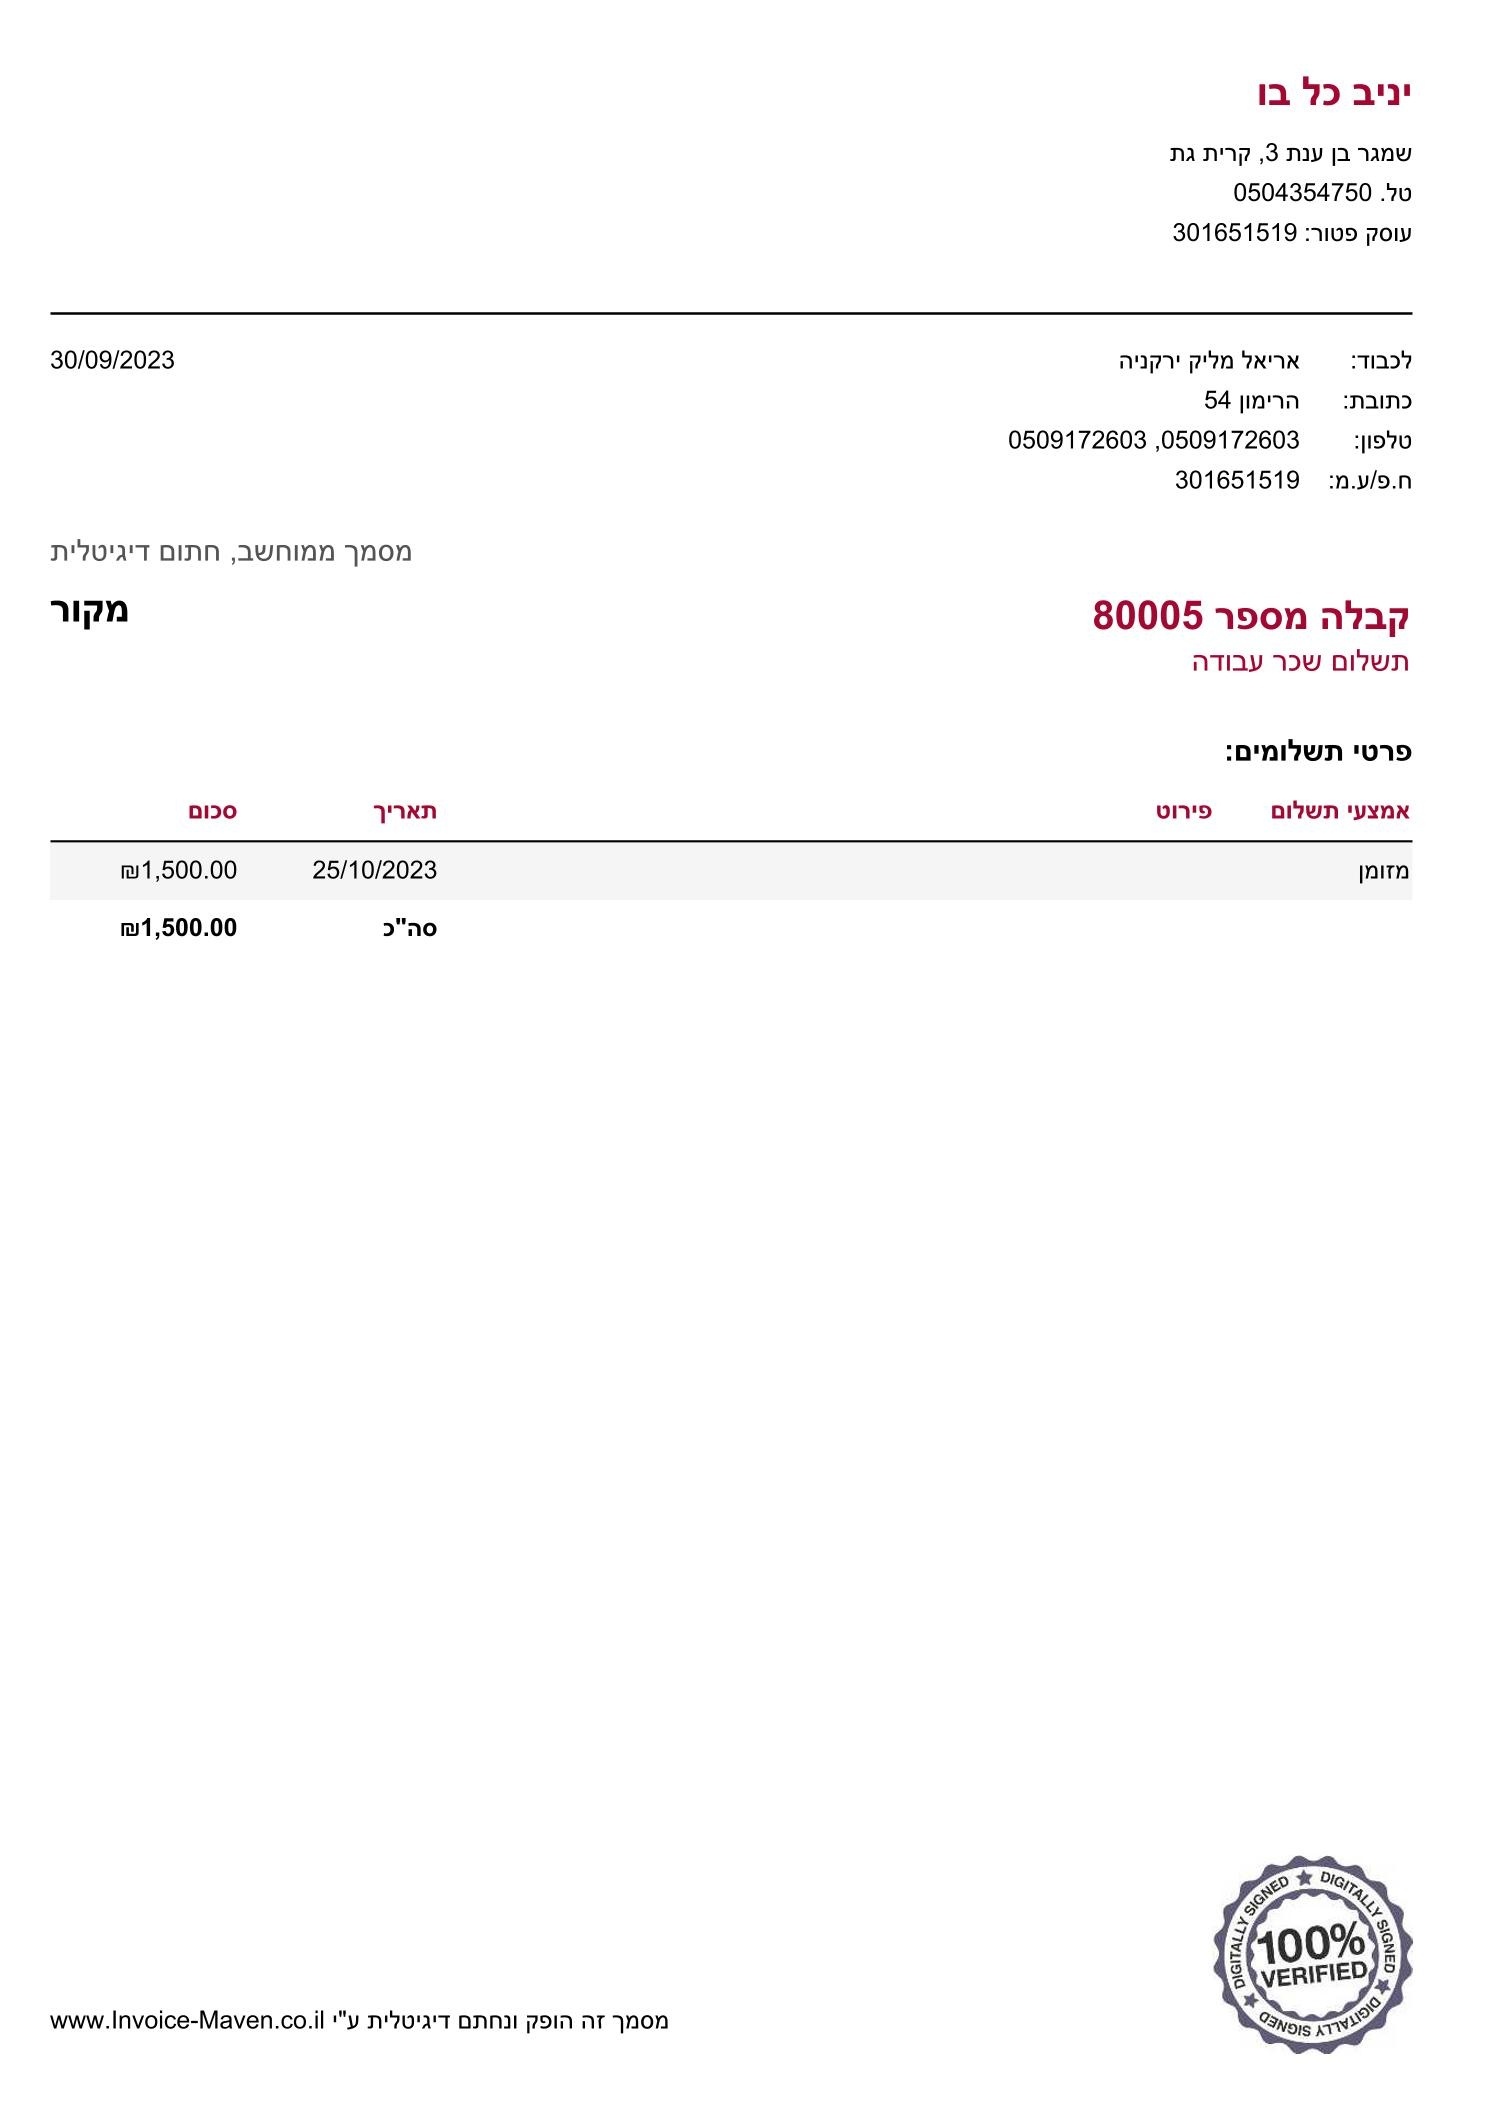 יניב כל בו
שמגר בן ענת 3, קרית גת
טל. 0504354750
עוסק פטור: 301651519
לכבוד: אריאל מליק ירקניה 30/09/2023
כתובת: הרימון 54
טלפון: 0509172603, 0509172603
ח.פ/ע.מ: 301651519
מסמך ממוחשב, חתום דיגיטלית
קבלה מספר 80005 מקור
תשלום שכר עבודה
פרטי תשלומים:
אמצעי תשלום פירוט תאריך סכום
מזומן 25/10/2023 ₪1,500.00
סה"כ ₪1,500.00
DIGITALLY SIGNED ★ DIGITALLY SIGNED ★ DIGITALLY SIGNED ★
100%
VERIFIED
מסמך זה הופק ונחתם דיגיטלית ע"י www.Invoice-Maven.co.il